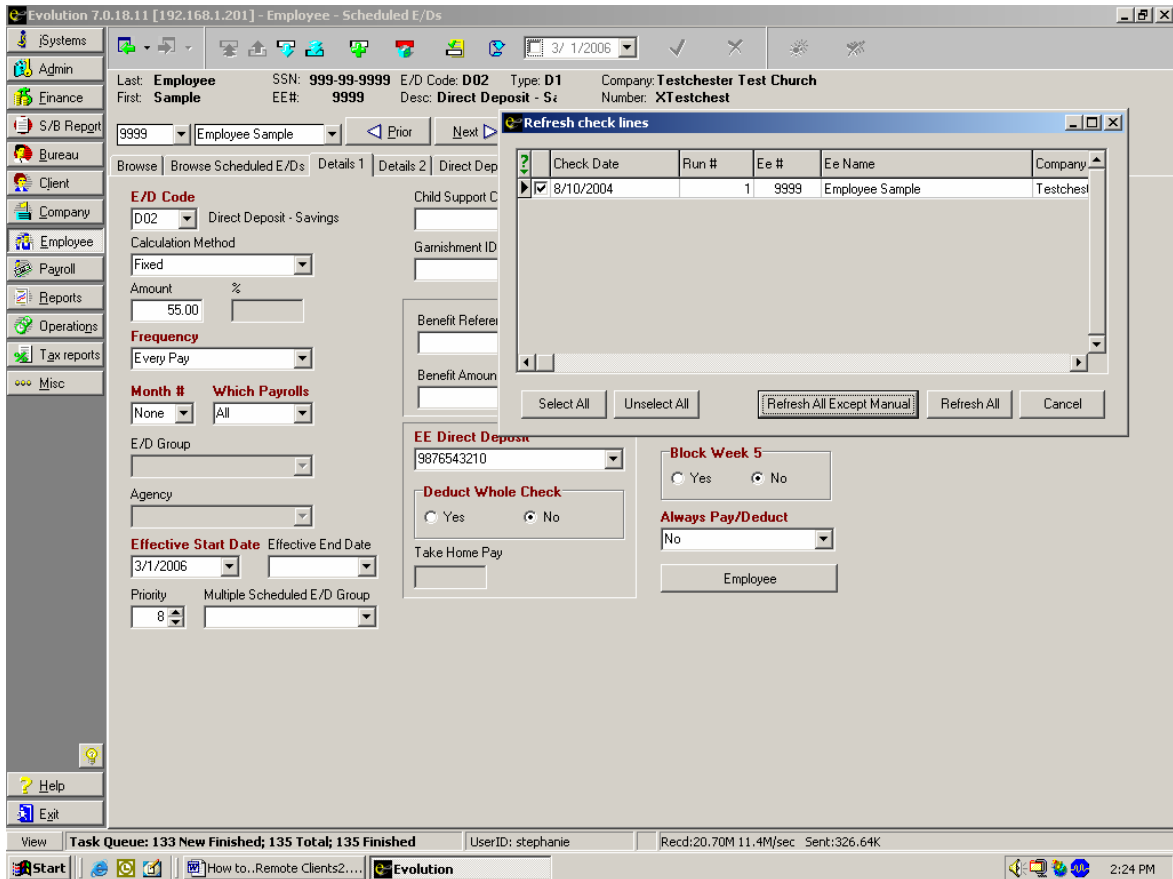 Evolution 7.0.18.11 [192.168.1.201] - Employee - Scheduled E/Ds
iSystems
Admin
Finance
S/B Report
Bureau
Client
Company
Employee
Payroll
Reports
Operations
Tax reports
Misc
Help
Exit
3/ 1/2006
Last: Employee SSN: 999-99-9999 E/D Code: D02 Type: D1 Company: Testchester Test Church
First: Sample EE#: 9999 Desc: Direct Deposit - Sa Number: XTestchest
9999 Employee Sample Prior Next
Browse Browse Scheduled E/Ds Details 1 Details 2 Direct Dep
E/D Code
D02 Direct Deposit - Savings
Calculation Method
Fixed
Amount %
55.00
Frequency
Every Pay
Month # Which Payrolls
None All
E/D Group
Agency
Effective Start Date Effective End Date
3/1/2006
Priority Multiple Scheduled E/D Group
8
Child Support C
Garnishment ID
Benefit Referen
Benefit Amoun
EE Direct Deposit
9876543210
Deduct Whole Check
Yes No
Take Home Pay
Block Week 5
Yes No
Always Pay/Deduct
No
Employee
Refresh check lines
? Check Date Run # Ee # Ee Name Company
8/10/2004 1 9999 Employee Sample Testchest
Select All Unselect All Refresh All Except Manual Refresh All Cancel
View Task Queue: 133 New Finished; 135 Total; 135 Finished UserID: stephanie Recd:20.70M 11.4M/sec Sent:326.64K
Start How to..Remote Clients2.... Evolution 2:24 PM